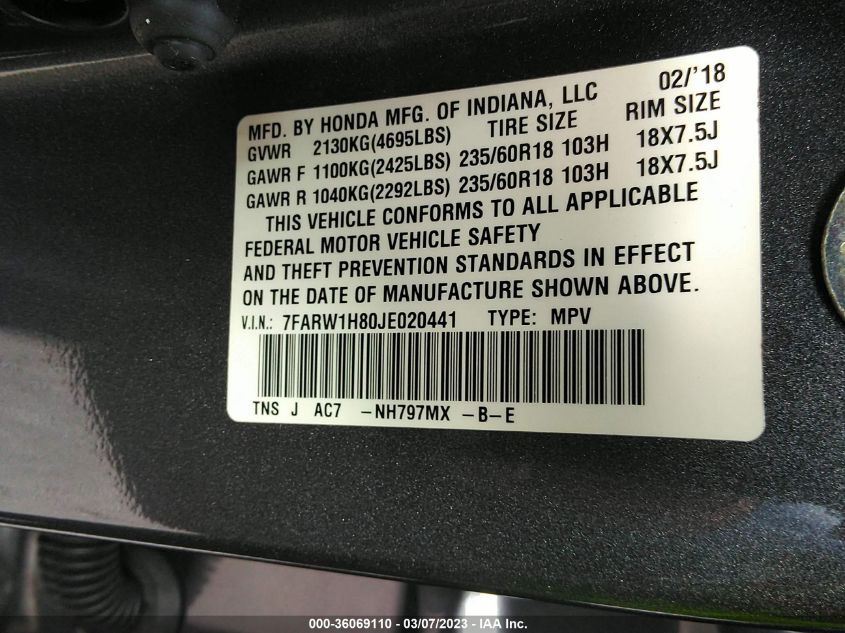 MFD. BY HONDA MFG. OF INDIANA, LLC 02/'18
GVWR 2130KG(4695LBS) TIRE SIZE RIM SIZE
GAWR F 1100KG(2425LBS) 235/60R18 103H 18X7.5J
GAWR R 1040KG(2292LBS) 235/60R18 103H 18X7.5J
THIS VEHICLE CONFORMS TO ALL APPLICABLE
FEDERAL MOTOR VEHICLE SAFETY
AND THEFT PREVENTION STANDARDS IN EFFECT
ON THE DATE OF MANUFACTURE SHOWN ABOVE.
V.I.N.: 7FARW1H80JE020441 TYPE: MPV
TNS J AC7 -NH797MX -B-E
000-36069110 - 03/07/2023 - IAA Inc.